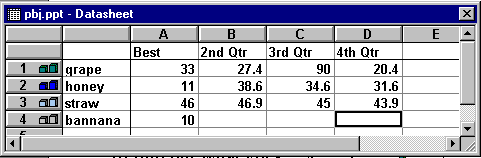 pbj.ppt - Datasheet
A B C D E
Best 2nd Qtr 3rd Qtr 4th Qtr
1 grape 33 27.4 90 20.4
2 honey 11 38.6 34.6 31.6
3 straw 46 46.9 45 43.9
4 bannana 10